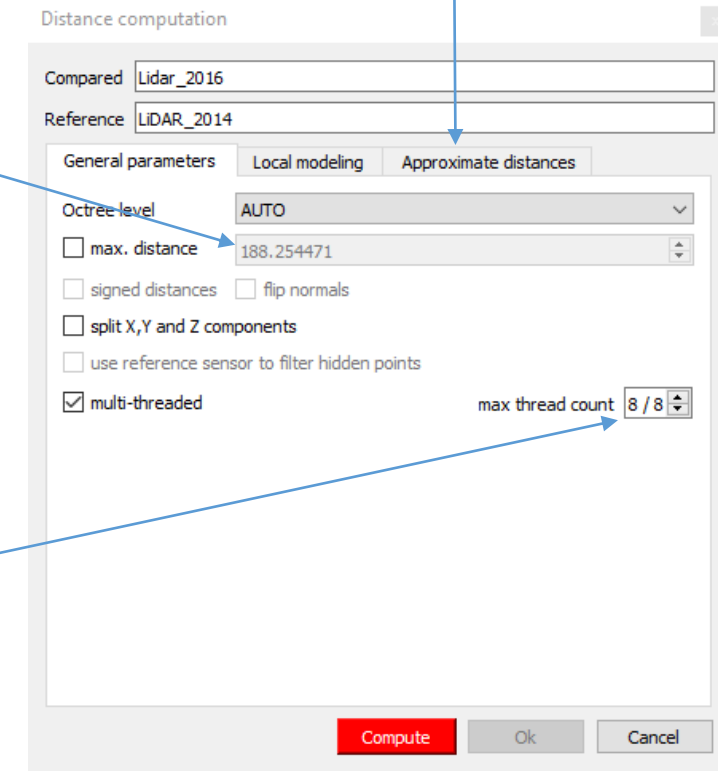 Distance computation
Compared Lidar_2016
Reference LiDAR_2014
General parameters Local modeling Approximate distances
Octree level AUTO
max. distance 188.254471
signed distances flip normals
split X,Y and Z components
use reference sensor to filter hidden points
multi-threaded max thread count 8 / 8
Compute Ok Cancel